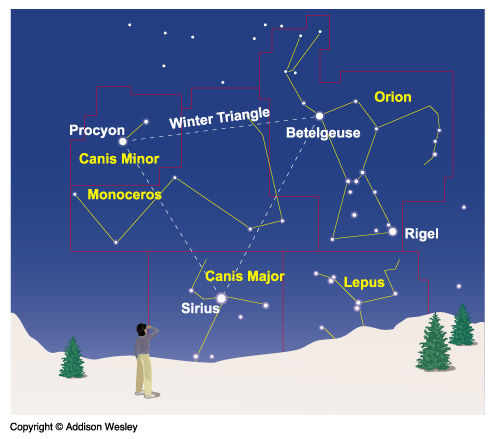 Orion
Winter Triangle
Procyon
Betelgeuse
Canis Minor
Monoceros
Rigel
Canis Major
Lepus
Sirius
Copyright © Addison Wesley